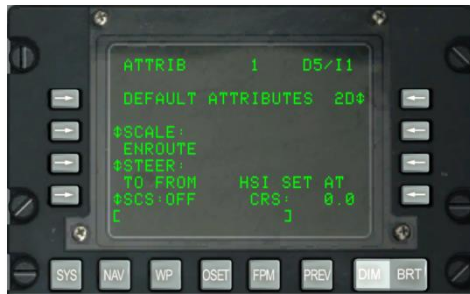 ATTRIB 1 D5/I1
DEFAULT ATTRIBUTES 2D↕
↕SCALE:
ENROUTE
↕STEER:
TO FROM HSI SET AT
↕SCS:OFF CRS: 0.0
[ ]
SYS NAV WP OSET FPM PREV DIM BRT